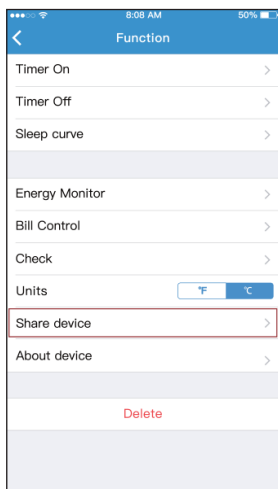 8:08 AM 50%
Function
Timer On
Timer Off
Sleep curve
Energy Monitor
Bill Control
Check
Units °F °C
Share device
About device
Delete